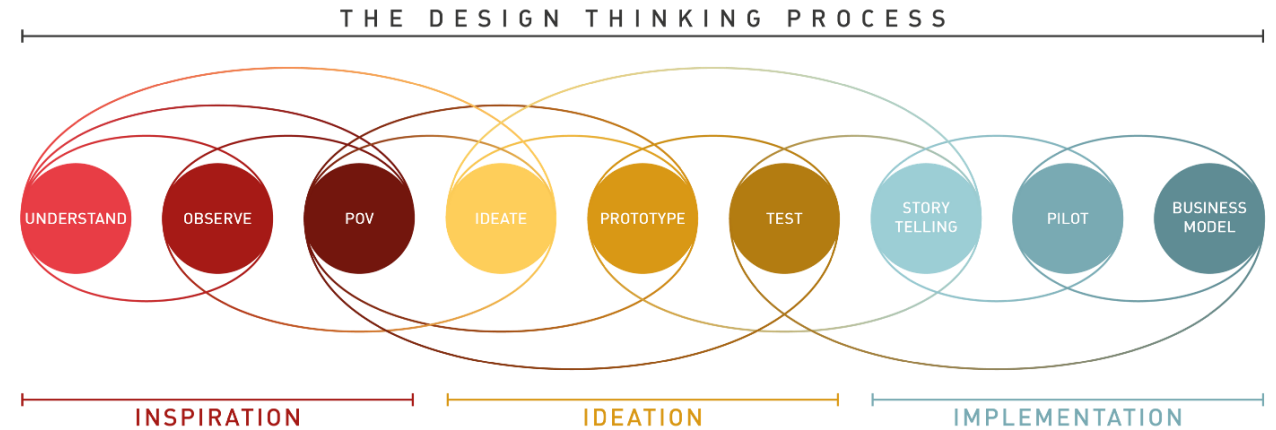 THE DESIGN THINKING PROCESS
UNDERSTAND
OBSERVE
POV
IDEATE
PROTOTYPE
TEST
STORY
TELLING
PILOT
BUSINESS
MODEL
INSPIRATION
IDEATION
IMPLEMENTATION